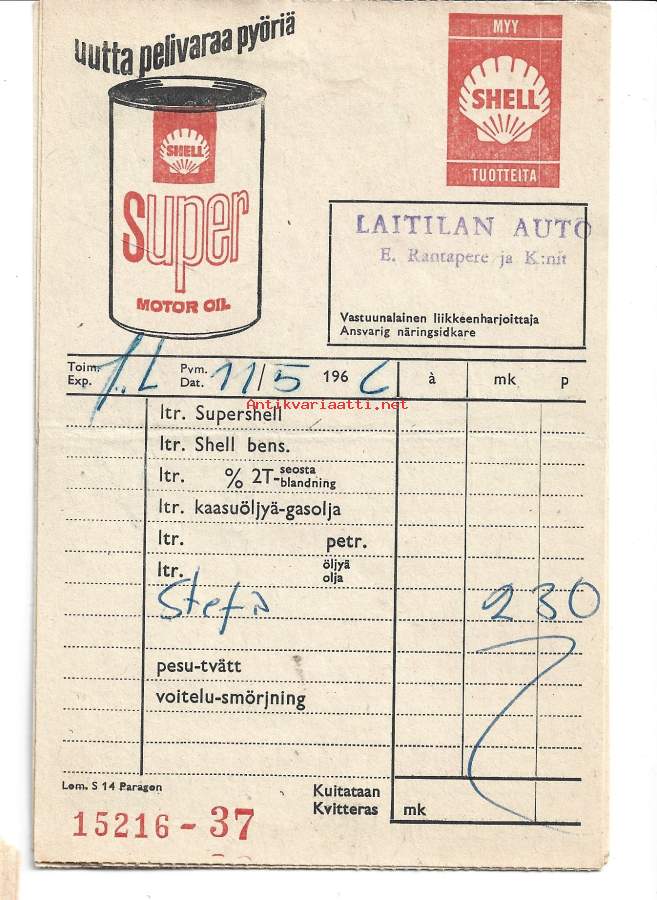 uutta pelivaraa pyöriä
MYY
SHELL
TUOTTEITA
SHELL
super
MOTOR OIL
LAITILAN AUTO
E. Rantapere ja K:nit
Vastuunalainen liikkeenharjoittaja
Ansvarig näringsidkare
Toim.
Exp.
Pvm.
Dat. 11/5 196 6 à mk p
Antikvariaatti.net
ltr. Supershell
ltr. Shell bens.
ltr. % 2T-seosta
blandning
ltr. kaasuöljyä-gasolja
ltr. petr.
ltr. öljyä
olja
230
pesu-tvätt
voitelu-smörjning
Lom. S 14 Paragon
Kuitataan
Kvitteras mk
15216-37